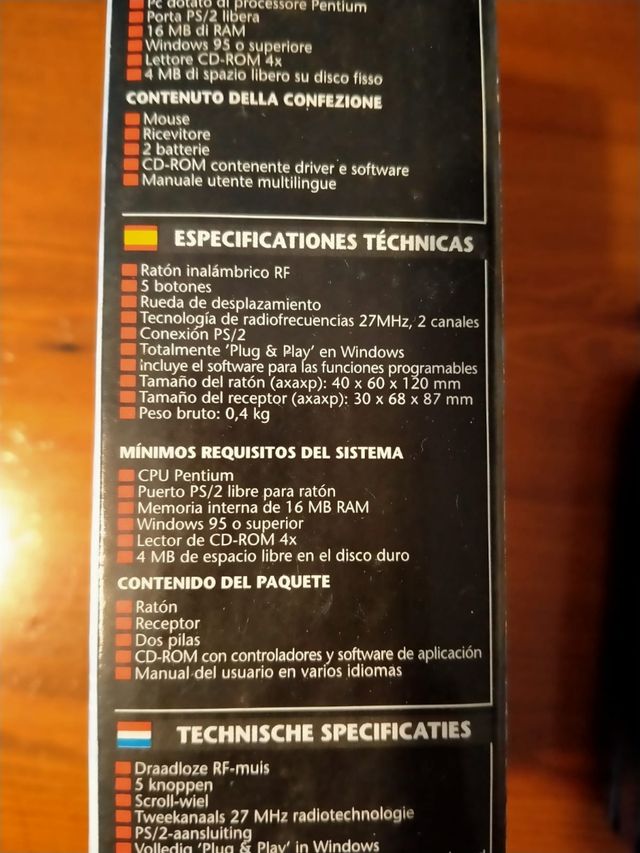 Pc dotato di processore Pentium
Porta PS/2 libera
16 MB di RAM
Windows 95 o superiore
Lettore CD-ROM 4x
4 MB di spazio libero su disco fisso
CONTENUTO DELLA CONFEZIONE
Mouse
Ricevitore
2 batterie
CD-ROM contenente driver e software
Manuale utente multilingue
ESPECIFICATIONES TÉCHNICAS
Ratón inalámbrico RF
5 botones
Rueda de desplazamiento
Tecnología de radiofrecuencias 27MHz, 2 canales
Conexión PS/2
Totalmente 'Plug & Play' en Windows
Incluye el software para las funciones programables
Tamaño del ratón (axaxp): 40 x 60 x 120 mm
Tamaño del receptor (axaxp): 30 x 68 x 87 mm
Peso bruto: 0,4 kg
MÍNIMOS REQUISITOS DEL SISTEMA
CPU Pentium
Puerto PS/2 libre para ratón
Memoria interna de 16 MB RAM
Windows 95 o superior
Lector de CD-ROM 4x
4 MB de espacio libre en el disco duro
CONTENIDO DEL PAQUETE
Ratón
Receptor
Dos pilas
CD-ROM con controladores y software de aplicación
Manual del usuario en varios idiomas
TECHNISCHE SPECIFICATIES
Draadloze RF-muis
5 knoppen
Scroll-wiel
Tweekanaals 27 MHz radiotechnologie
PS/2-aansluiting
Volledig 'Plug & Play' in Windows